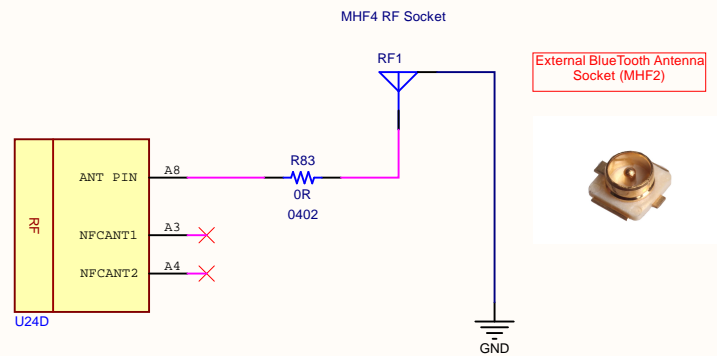 MHF4 RF Socket
RF1
External BlueTooth Antenna
Socket (MHF2)
R83
0R
0402
RF
ANT PIN
A8
NFCANT1
A3
NFCANT2
A4
U24D
GND